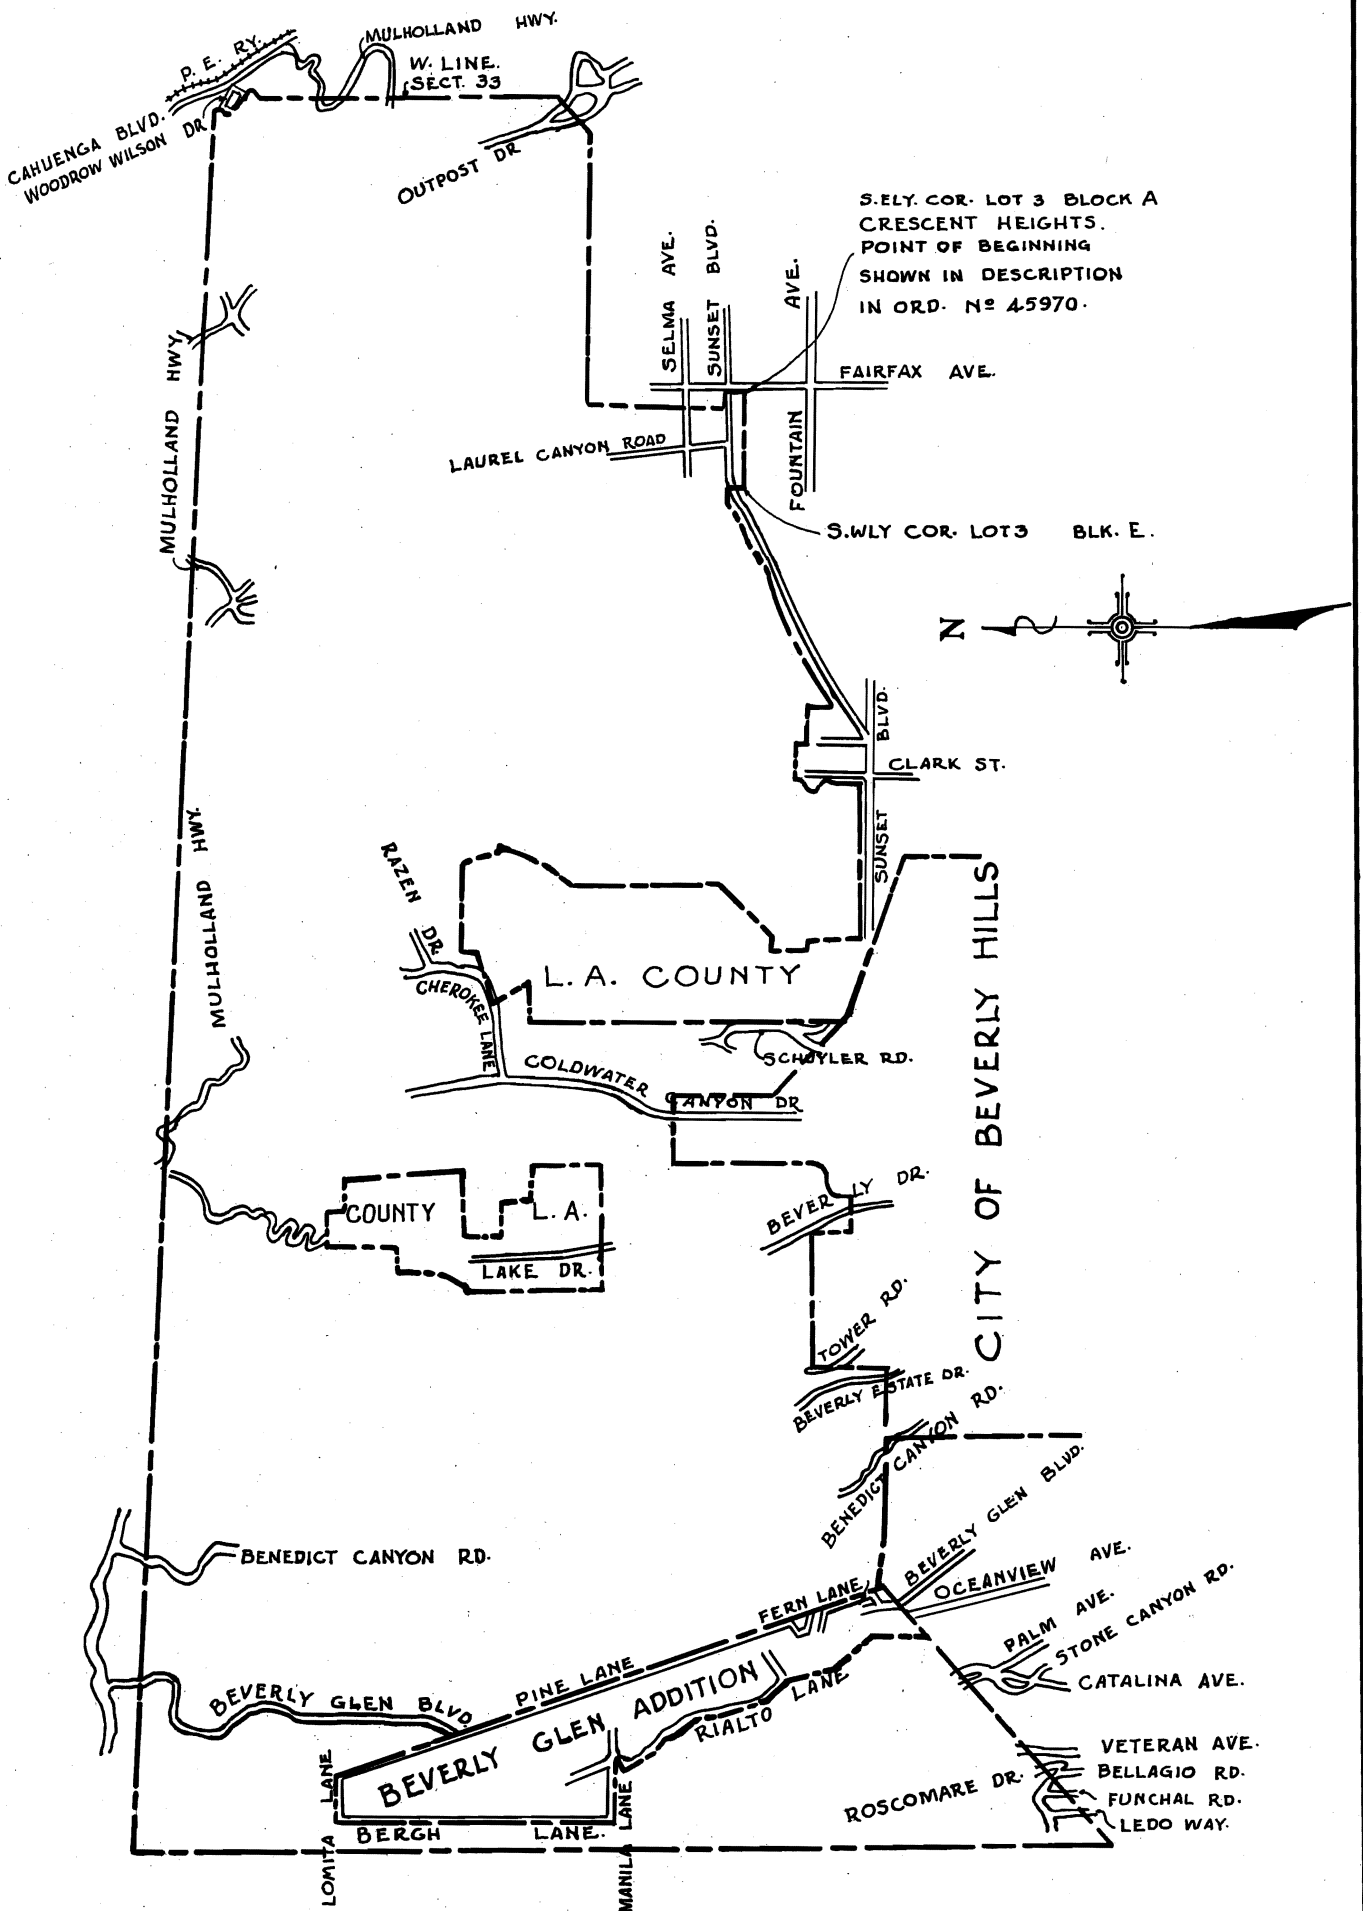 MULHOLLAND HWY.
P. E. RY.
W. LINE.
SECT. 33
CAHUENGA BLVD.
WOODROW WILSON DR
OUTPOST DR
S.ELY. COR. LOT 3 BLOCK A
CRESCENT HEIGHTS.
POINT OF BEGINNING
SHOWN IN DESCRIPTION
IN ORD. Nº 45970.
SELMA AVE.
SUNSET BLVD.
FOUNTAIN AVE.
FAIRFAX AVE.
MULHOLLAND HWY
LAUREL CANYON ROAD
S.WLY COR. LOT 3 BLK. E.
N
SUNSET BLVD.
CLARK ST.
MULHOLLAND HWY.
RAZEN DR.
CHEROKEE LANE
L. A. COUNTY
CITY OF BEVERLY HILLS
SCHUYLER RD.
COLDWATER CANYON DR
COUNTY L. A.
LAKE DR.
BEVERLY DR.
TOWER RD.
BEVERLY ESTATE DR.
BENEDICT CANYON RD.
BENEDICT CANYON RD.
BEVERLY GLEN BLVD.
OCEANVIEW AVE.
FERN LANE
PALM AVE.
STONE CANYON RD.
CATALINA AVE.
PINE LANE
BEVERLY GLEN BLVD.
BEVERLY GLEN ADDITION
RIALTO LANE
VETERAN AVE.
BELLAGIO RD.
FUNCHAL RD.
LEDO WAY.
ROSCOMARE DR.
BERGH LANE.
LOMITA LANE
MANILA LANE